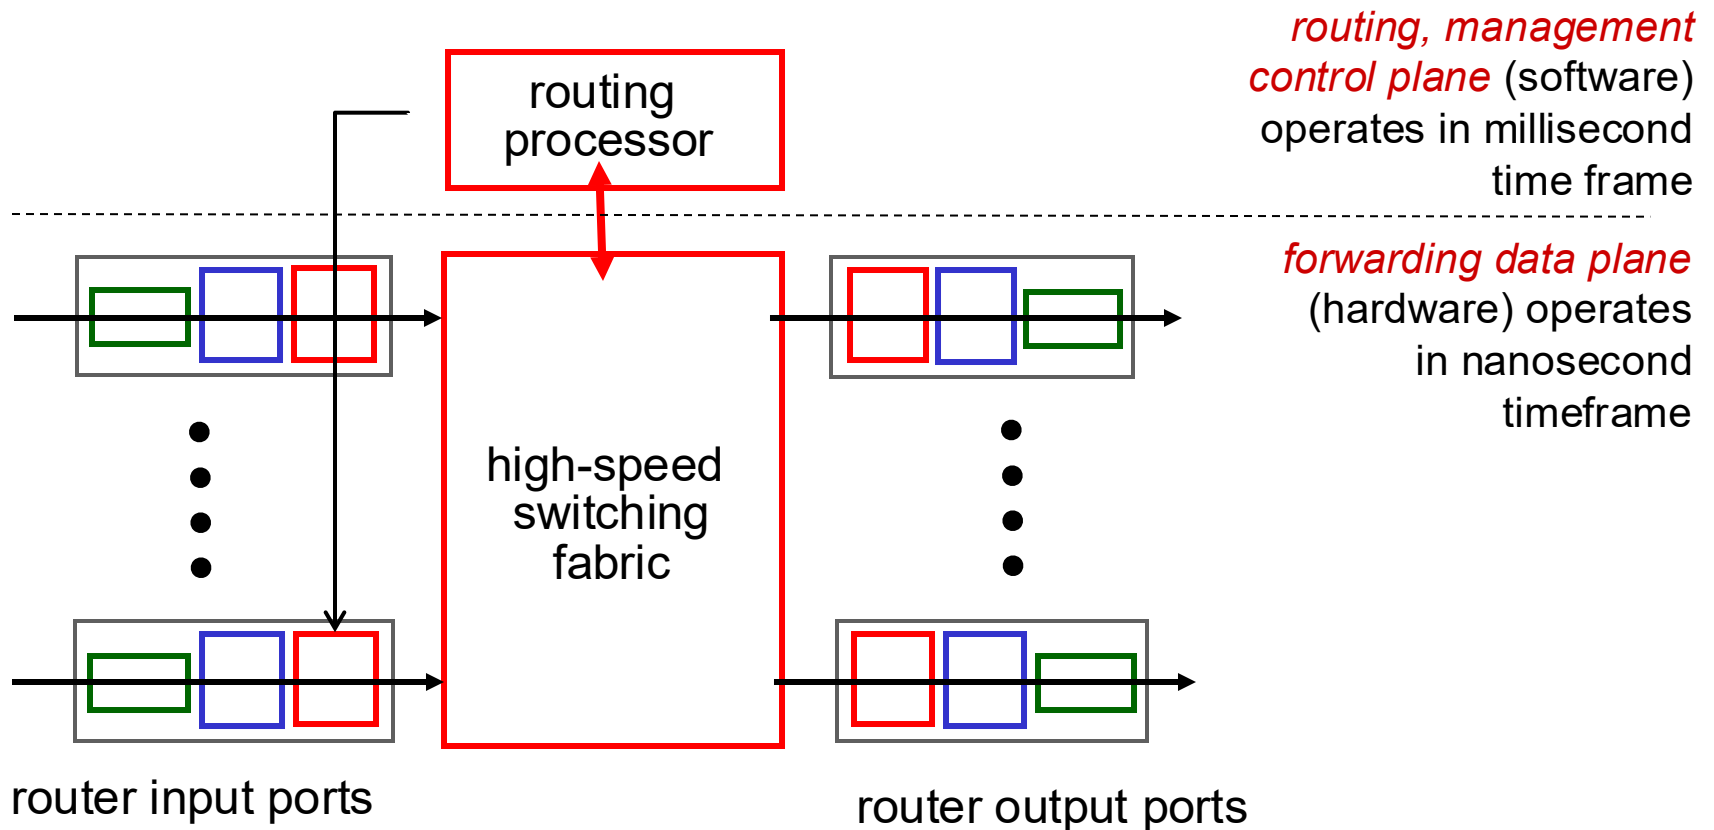 routing, management
control plane (software)
operates in millisecond
time frame
routing
processor
forwarding data plane
(hardware) operates
in nanosecond
timeframe
high-speed
switching
fabric
router input ports
router output ports